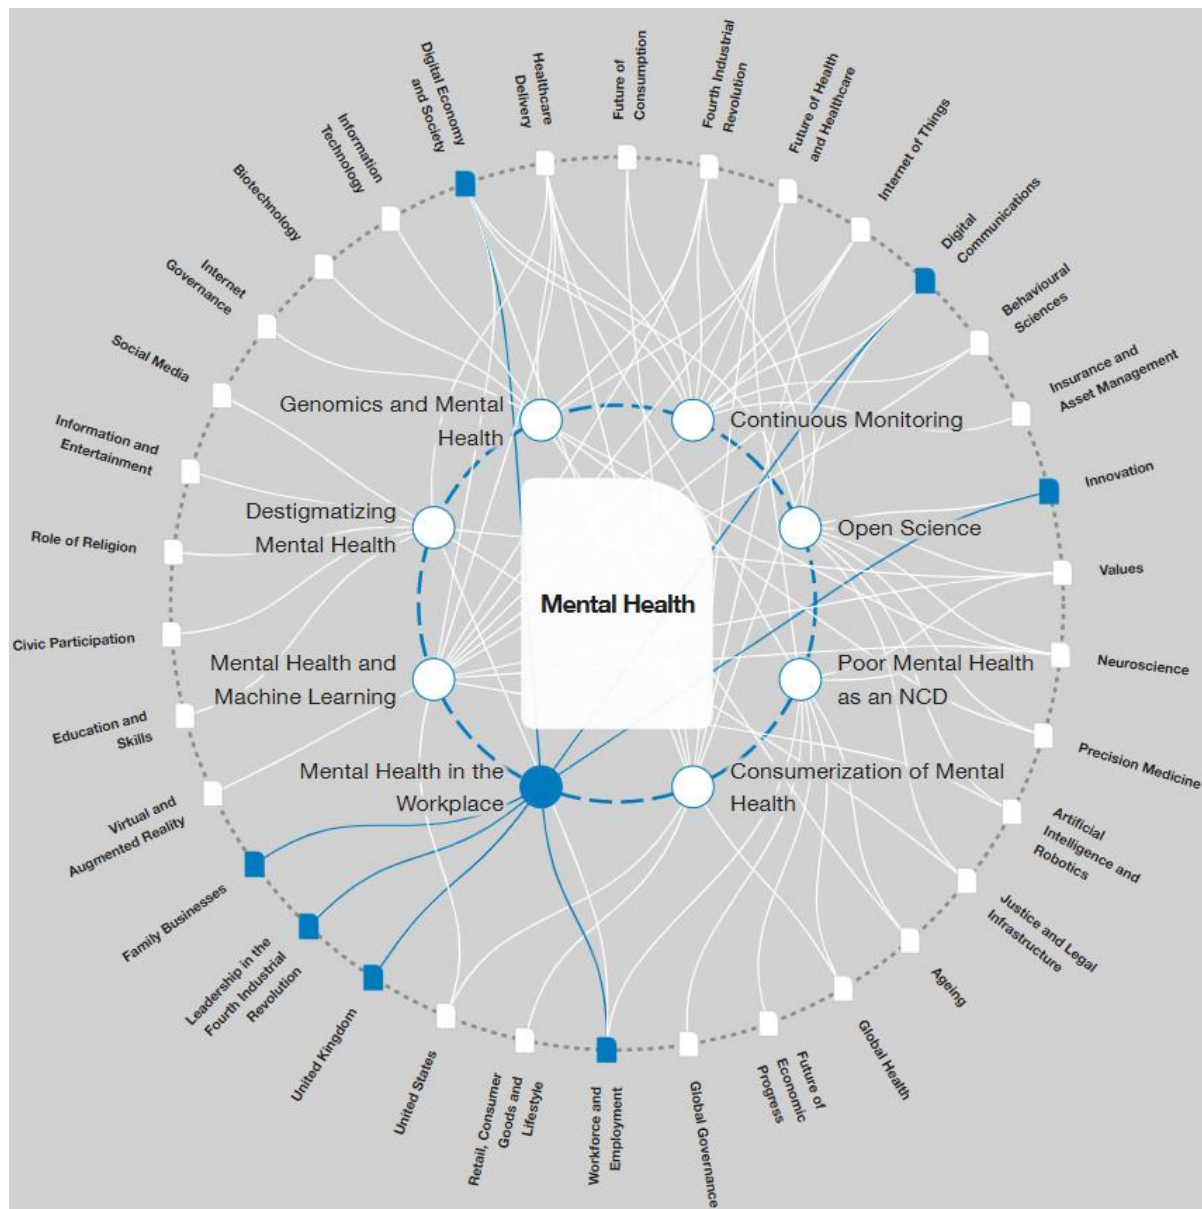 Digital Economy
and Society
Healthcare
Delivery
Future of
Consumption
Fourth Industrial
Revolution
Future of Health
and Healthcare
Internet of Things
Digital
Communications
Behavioural
Sciences
Insurance and
Asset Management
Innovation
Values
Neuroscience
Precision Medicine
Artificial
Intelligence and
Robotics
Justice and Legal
Infrastructure
Ageing
Global Health
Future of
Economic
Progress
Global Governance
Workforce and
Employment
Retail, Consumer
Goods and
Lifestyle
United States
United Kingdom
Leadership in the
Fourth Industrial
Revolution
Family Businesses
Virtual and
Augmented Reality
Education and
Skills
Civic Participation
Role of Religion
Information and
Entertainment
Social Media
Internet
Governance
Biotechnology
Information
Technology
Genomics and Mental
Health
Continuous Monitoring
Destigmatizing
Mental Health
Open Science
Mental Health
Mental Health and
Machine Learning
Poor Mental Health
as an NCD
Mental Health in the
Workplace
Consumerization of Mental
Health